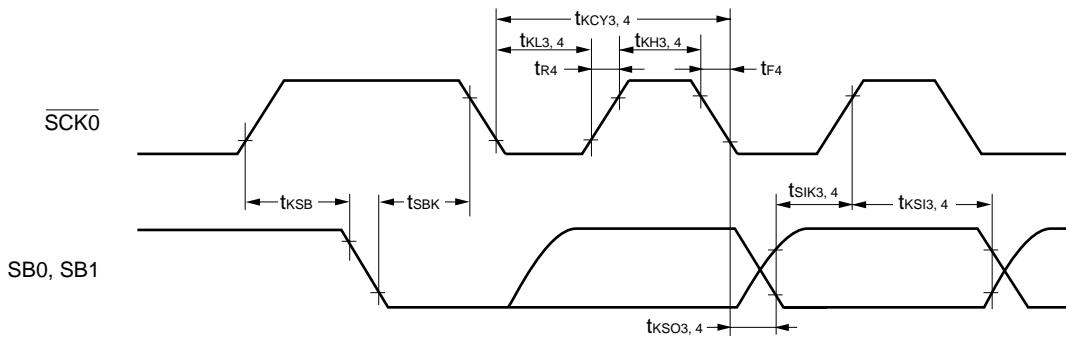 tKCY3, 4
tKL3, 4
tKH3, 4
tR4
tF4
SCK0
tKSB
tSBK
tSIK3, 4
tKSI3, 4
SB0, SB1
tKSO3, 4